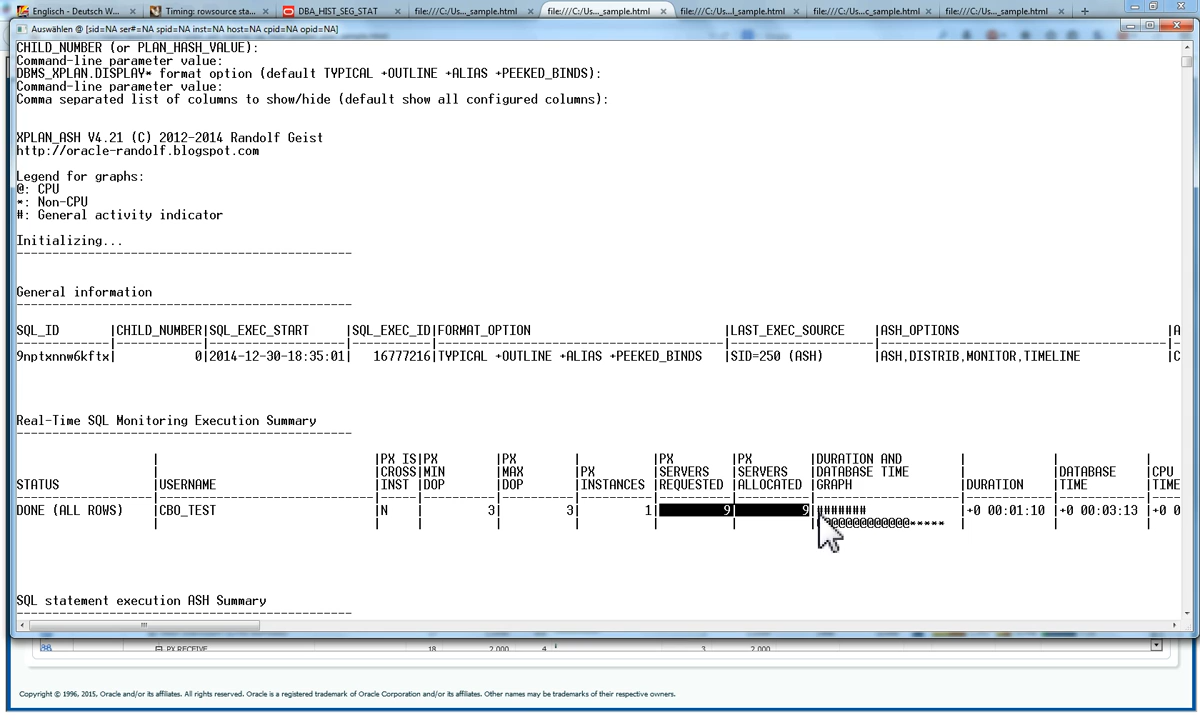 Englisch - Deutsch W... Timing: rowsource sta... DBA_HIST_SEG_STAT file:///C:/Us..._sample.html file:///C:/Us..._sample.html file:///C:/Us...l_sample.html file:///C:/Us...c_sample.html file:///C:/Us..._sample.html
Auswählen @ [sid=NA ser#=NA spid=NA inst=NA host=NA cpid=NA opid=NA]
CHILD_NUMBER (or PLAN_HASH_VALUE):
Command-line parameter value:
DBMS_XPLAN.DISPLAY* format option (default TYPICAL +OUTLINE +ALIAS +PEEKED_BINDS):
Command-line parameter value:
Comma separated list of columns to show/hide (default show all configured columns):
XPLAN_ASH V4.21 (C) 2012-2014 Randolf Geist
http://oracle-randolf.blogspot.com
Legend for graphs:
@: CPU
*: Non-CPU
#: General activity indicator
Initializing...
------------------------------------------------
General information
------------------------------------------------
SQL_ID |CHILD_NUMBER|SQL_EXEC_START |SQL_EXEC_ID|FORMAT_OPTION |LAST_EXEC_SOURCE |ASH_OPTIONS |A
9nptxnnw6kftx| 0|2014-12-30-18:35:01| 16777216|TYPICAL +OUTLINE +ALIAS +PEEKED_BINDS |SID=250 (ASH) |ASH,DISTRIB,MONITOR,TIMELINE |C
Real-Time SQL Monitoring Execution Summary
------------------------------------------------
| |PX IS|PX |PX | |PX |PX |DURATION AND | | |
| |CROSS|MIN |MAX |PX |SERVERS |SERVERS |DATABASE TIME | |DATABASE |CPU
STATUS |USERNAME |INST |DOP |DOP |INSTANCES |REQUESTED |ALLOCATED |GRAPH |DURATION |TIME |TIME
DONE (ALL ROWS) |CBO_TEST |N | 3| 3| 1| 9| 9|####### |+0 00:01:10 |+0 00:03:13 |+0 0
@@@@@@@@@@@@*****
SQL statement execution ASH Summary
------------------------------------------------
PX RECEIVE 18 2.000 4 3 2.000
Copyright © 1996, 2015, Oracle and/or its affiliates. All rights reserved. Oracle is a registered trademark of Oracle Corporation and/or its affiliates. Other names may be trademarks of their respective owners.